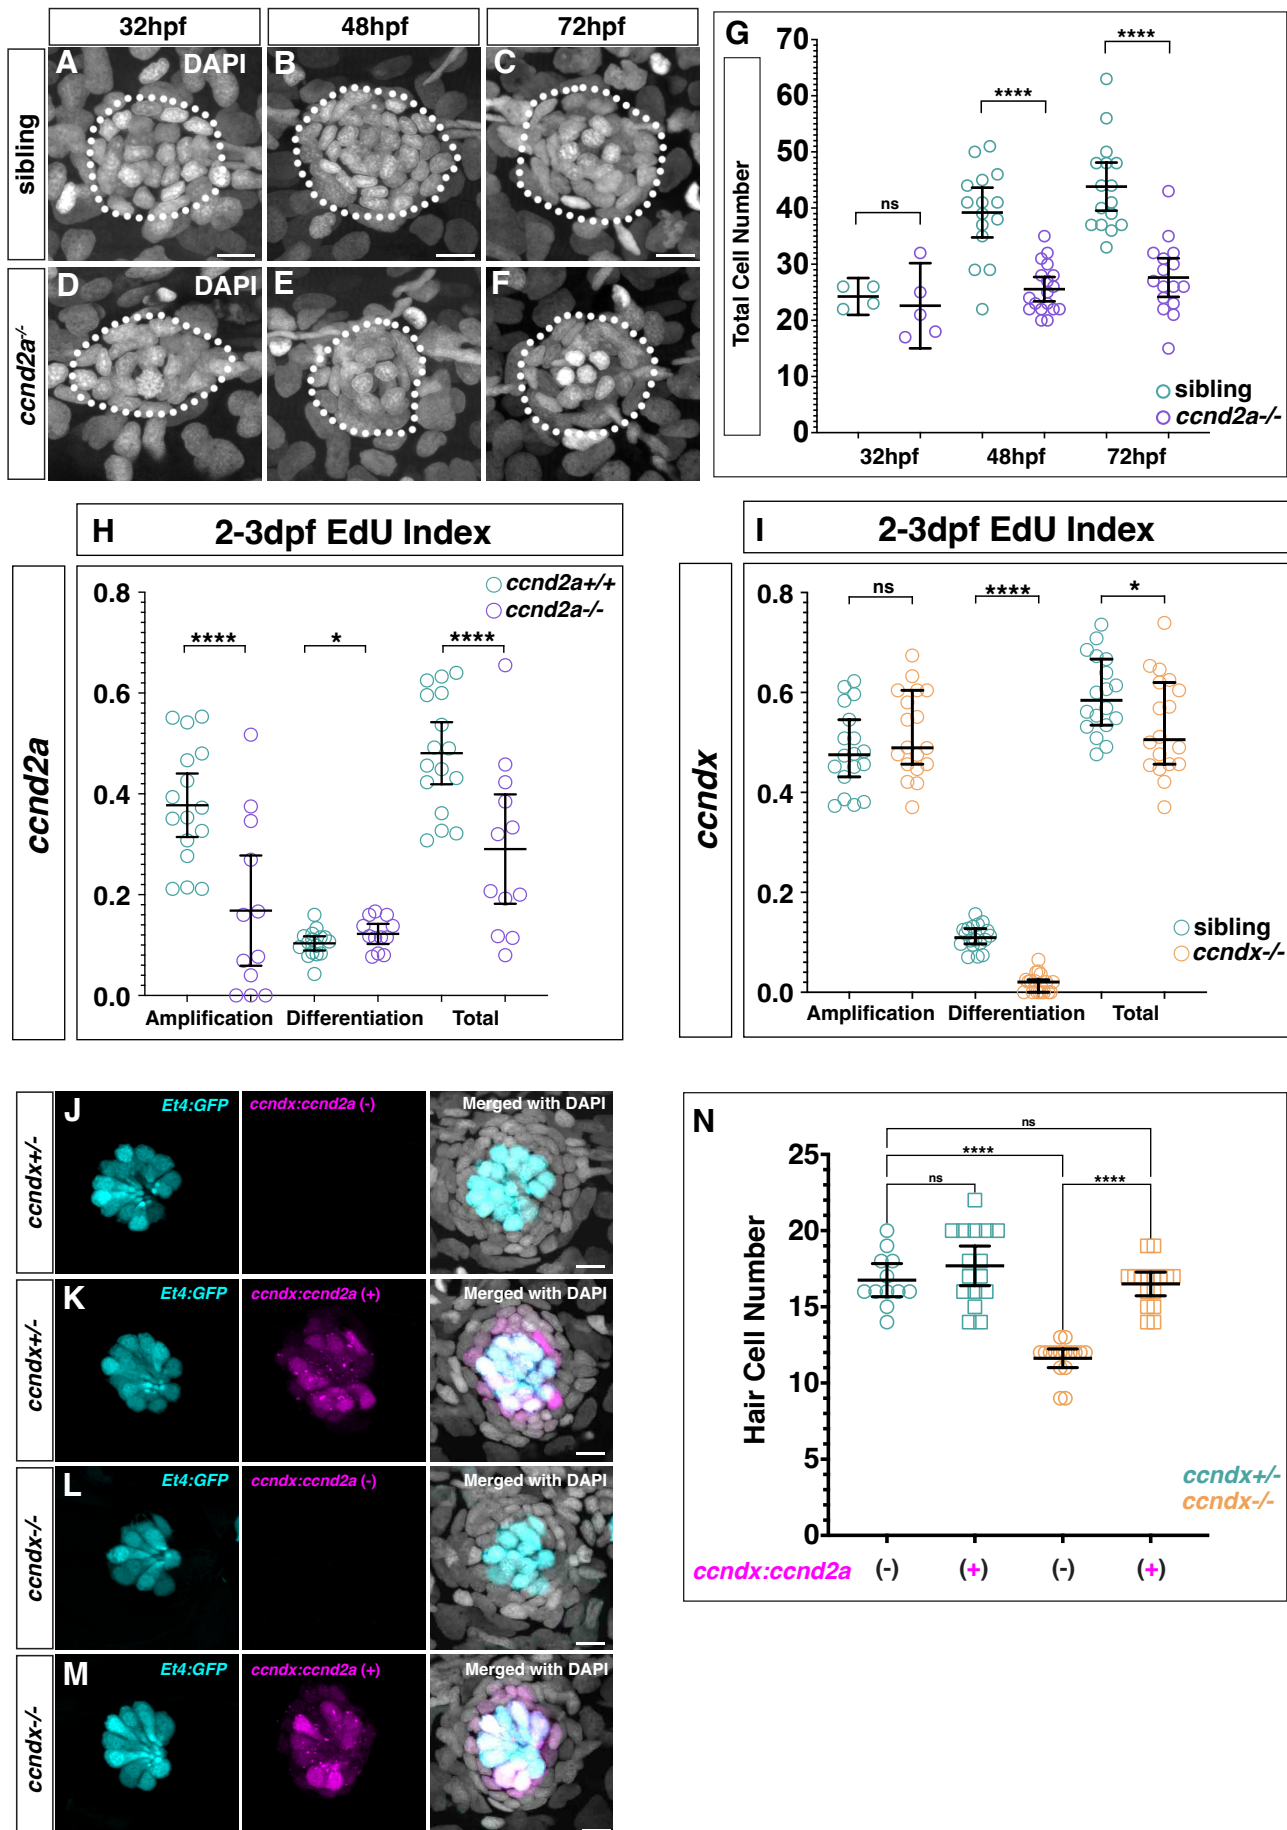 32hpf 48hpf 72hpf
sibling
A DAPI B C
ccnd2a-/-
D DAPI E F
G
70
60
50
40
30
20
10
0
Total Cell Number
ns **** ****
sibling
ccnd2a-/-
32hpf 48hpf 72hpf
H 2-3dpf EdU Index
ccnd2a
0.8
0.6
0.4
0.2
0.0
ccnd2a+/+
ccnd2a-/-
**** * ****
Amplification Differentiation Total
I 2-3dpf EdU Index
ccndx
0.8
0.6
0.4
0.2
0.0
ns **** *
sibling
ccndx-/-
Amplification Differentiation Total
ccndx+/-
J Et4:GFP ccndx:ccnd2a (-) Merged with DAPI
ccndx+/-
K Et4:GFP ccndx:ccnd2a (+) Merged with DAPI
ccndx-/-
L Et4:GFP ccndx:ccnd2a (-) Merged with DAPI
ccndx-/-
M Et4:GFP ccndx:ccnd2a (+) Merged with DAPI
N
ns
****
ns ****
25
20
15
10
5
0
Hair Cell Number
ccndx+/-
ccndx-/-
ccndx:ccnd2a (-) (+) (-) (+)